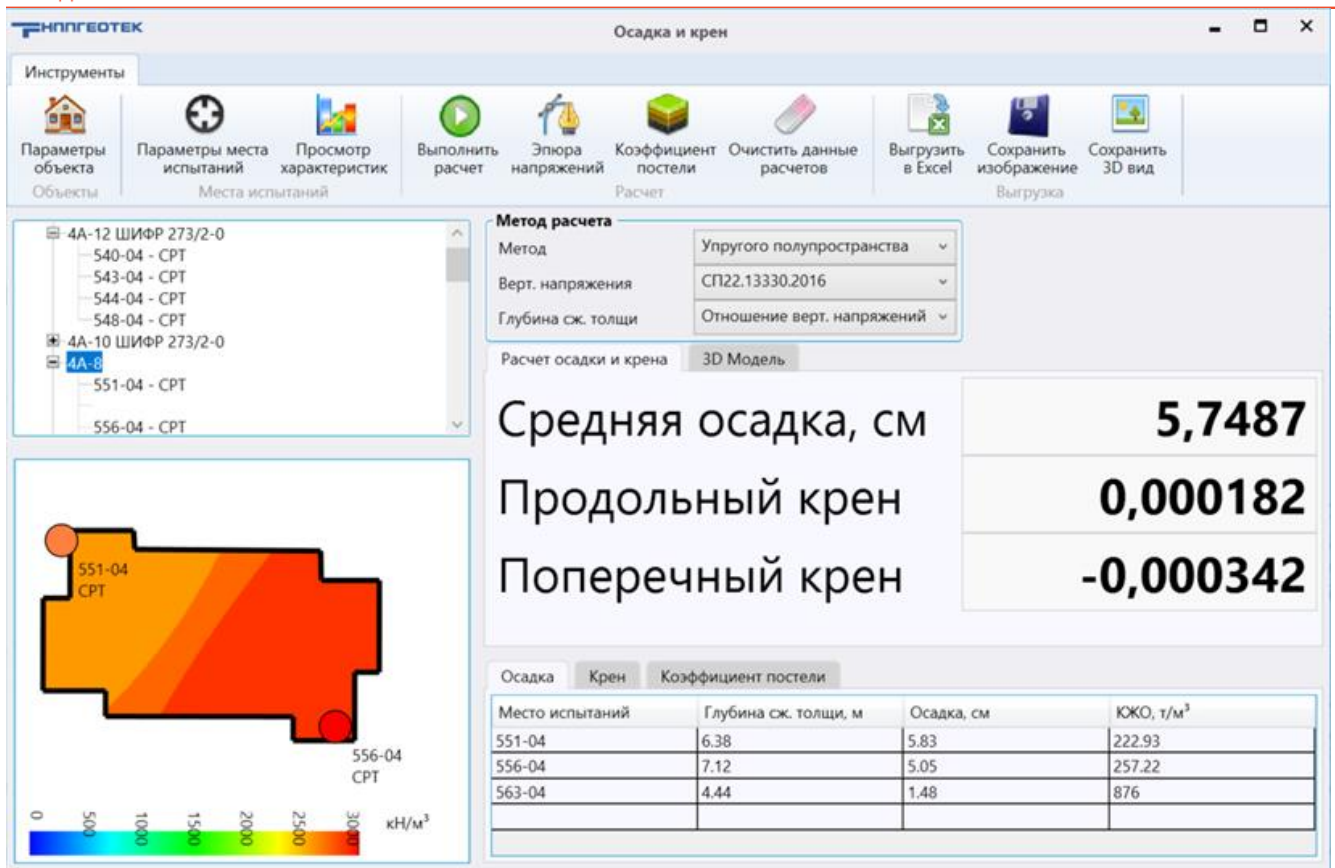 НППГЕОТЕК
Осадка и крен
Инструменты
Параметры объекта
Параметры места испытаний
Просмотр характеристик
Выполнить расчет
Эпюра напряжений
Коэффициент постели
Очистить данные расчетов
Выгрузить в Excel
Сохранить изображение
Сохранить 3D вид
Объекты
Места испытаний
Расчет
Выгрузка
4А-12 ШИФР 273/2-0
540-04 - CPT
543-04 - CPT
544-04 - CPT
548-04 - CPT
4А-10 ШИФР 273/2-0
4А-8
551-04 - CPT
556-04 - CPT
Метод расчета
Метод Упругого полупространства
Верт. напряжения СП22.13330.2016
Глубина сж. толщи Отношение верт. напряжений
Расчет осадки и крена 3D Модель
Средняя осадка, см 5,7487
Продольный крен 0,000182
Поперечный крен -0,000342
551-04
CPT
556-04
CPT
0 500 1000 1500 2000 2500 3000 кН/м³
Осадка Крен Коэффициент постели
Место испытаний Глубина сж. толщи, м Осадка, см КЖО, т/м³
551-04 6.38 5.83 222.93
556-04 7.12 5.05 257.22
563-04 4.44 1.48 876